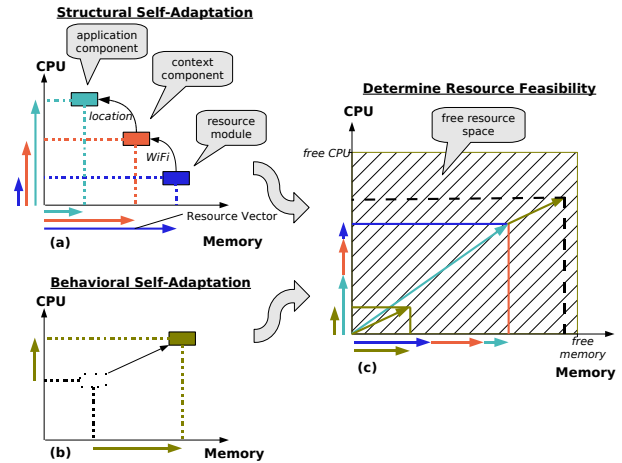 Structural Self-Adaptation
application
component
context
component
CPU
location
resource
module
WiFi
Resource Vector
Memory
(a)
Behavioral Self-Adaptation
CPU
(b)
Memory
Determine Resource Feasibility
CPU
free resource
space
free CPU
free
memory
Memory
(c)